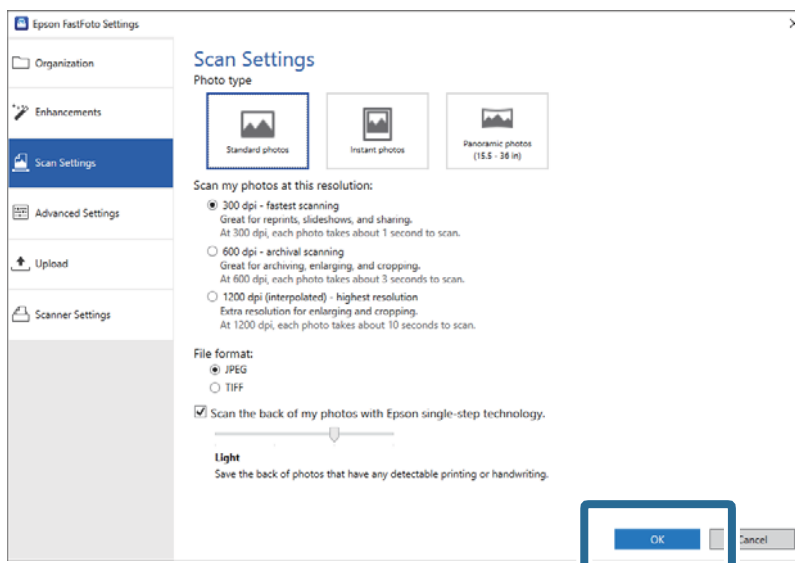 Epson FastFoto Settings
Organization
Enhancements
Scan Settings
Advanced Settings
Upload
Scanner Settings
Scan Settings
Photo type
Standard photos
Instant photos
Panoramic photos
(15.5 - 36 in)
Scan my photos at this resolution:
300 dpi - fastest scanning
Great for reprints, slideshows, and sharing.
At 300 dpi, each photo takes about 1 second to scan.
600 dpi - archival scanning
Great for archiving, enlarging, and cropping.
At 600 dpi, each photo takes about 3 seconds to scan.
1200 dpi (interpolated) - highest resolution
Extra resolution for enlarging and cropping.
At 1200 dpi, each photo takes about 10 seconds to scan.
File format:
JPEG
TIFF
Scan the back of my photos with Epson single-step technology.
Light
Save the back of photos that have any detectable printing or handwriting.
OK
Cancel